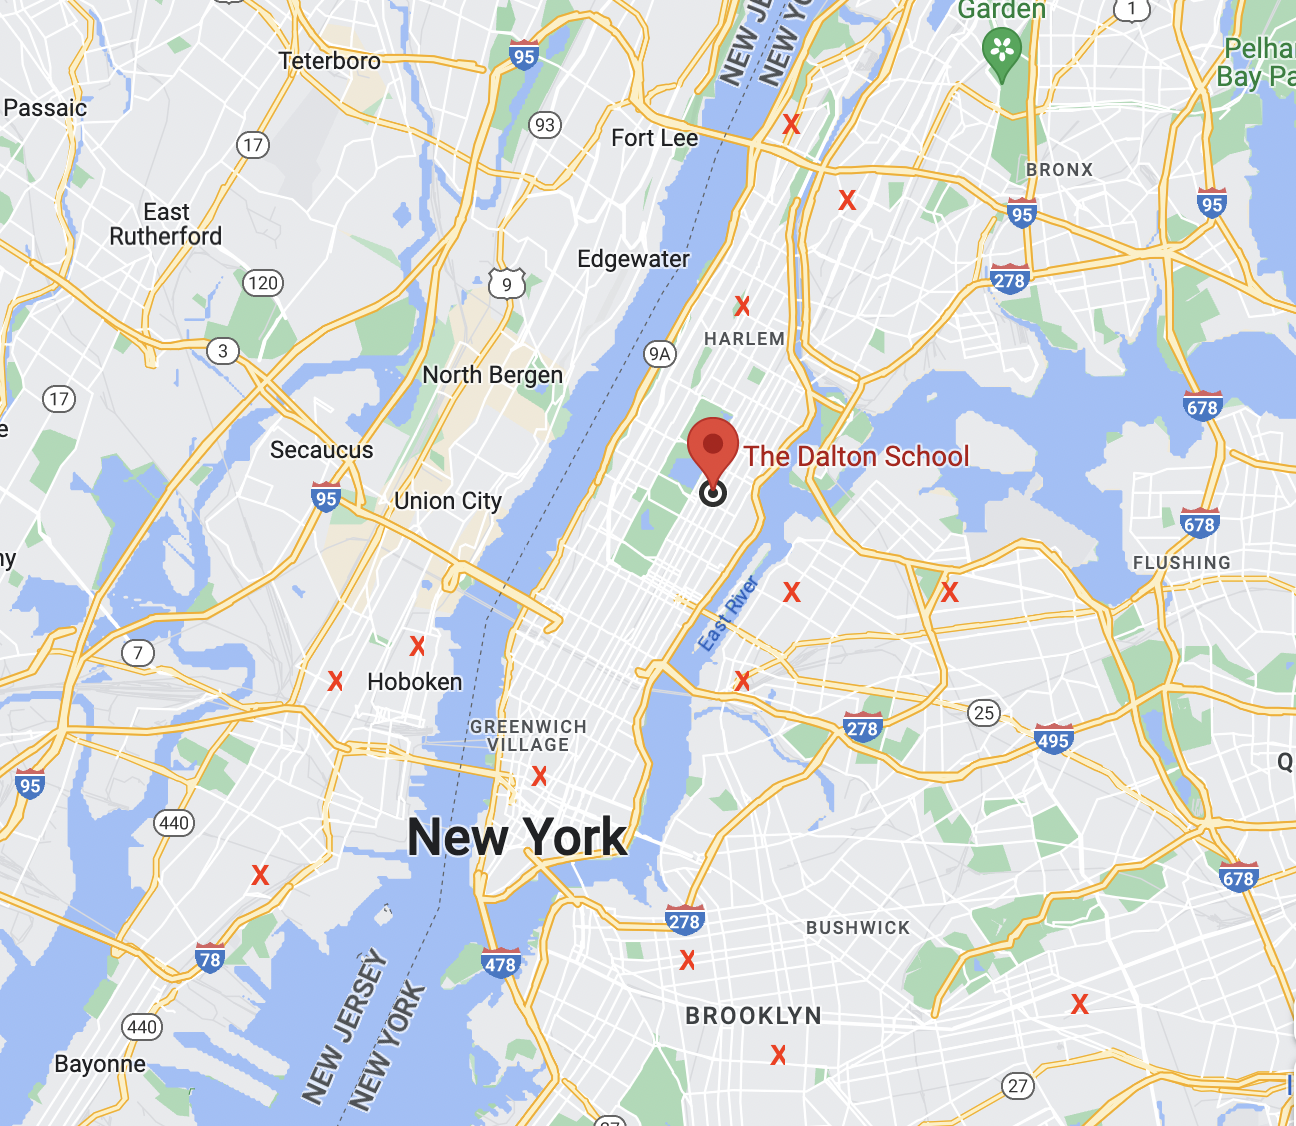 Garden
1
NEW JE
NEW YO
Pelha
Bay Pa
Teterboro
95
Passaic
93
X
Fort Lee
17
BRONX
X
95
95
East
Rutherford
Edgewater
278
120
9
X
HARLEM
3
9A
North Bergen
17
678
e
Secaucus
The Dalton School
95
Union City
678
ny
FLUSHING
X
X
East River
7
X
Hoboken
X
X
GREENWICH
VILLAGE
25
278
495
X
Q
95
440
New York
X
678
278
BUSHWICK
78
478
X
NEW JERSEY
NEW YORK
X
BROOKLYN
440
X
Bayonne
27